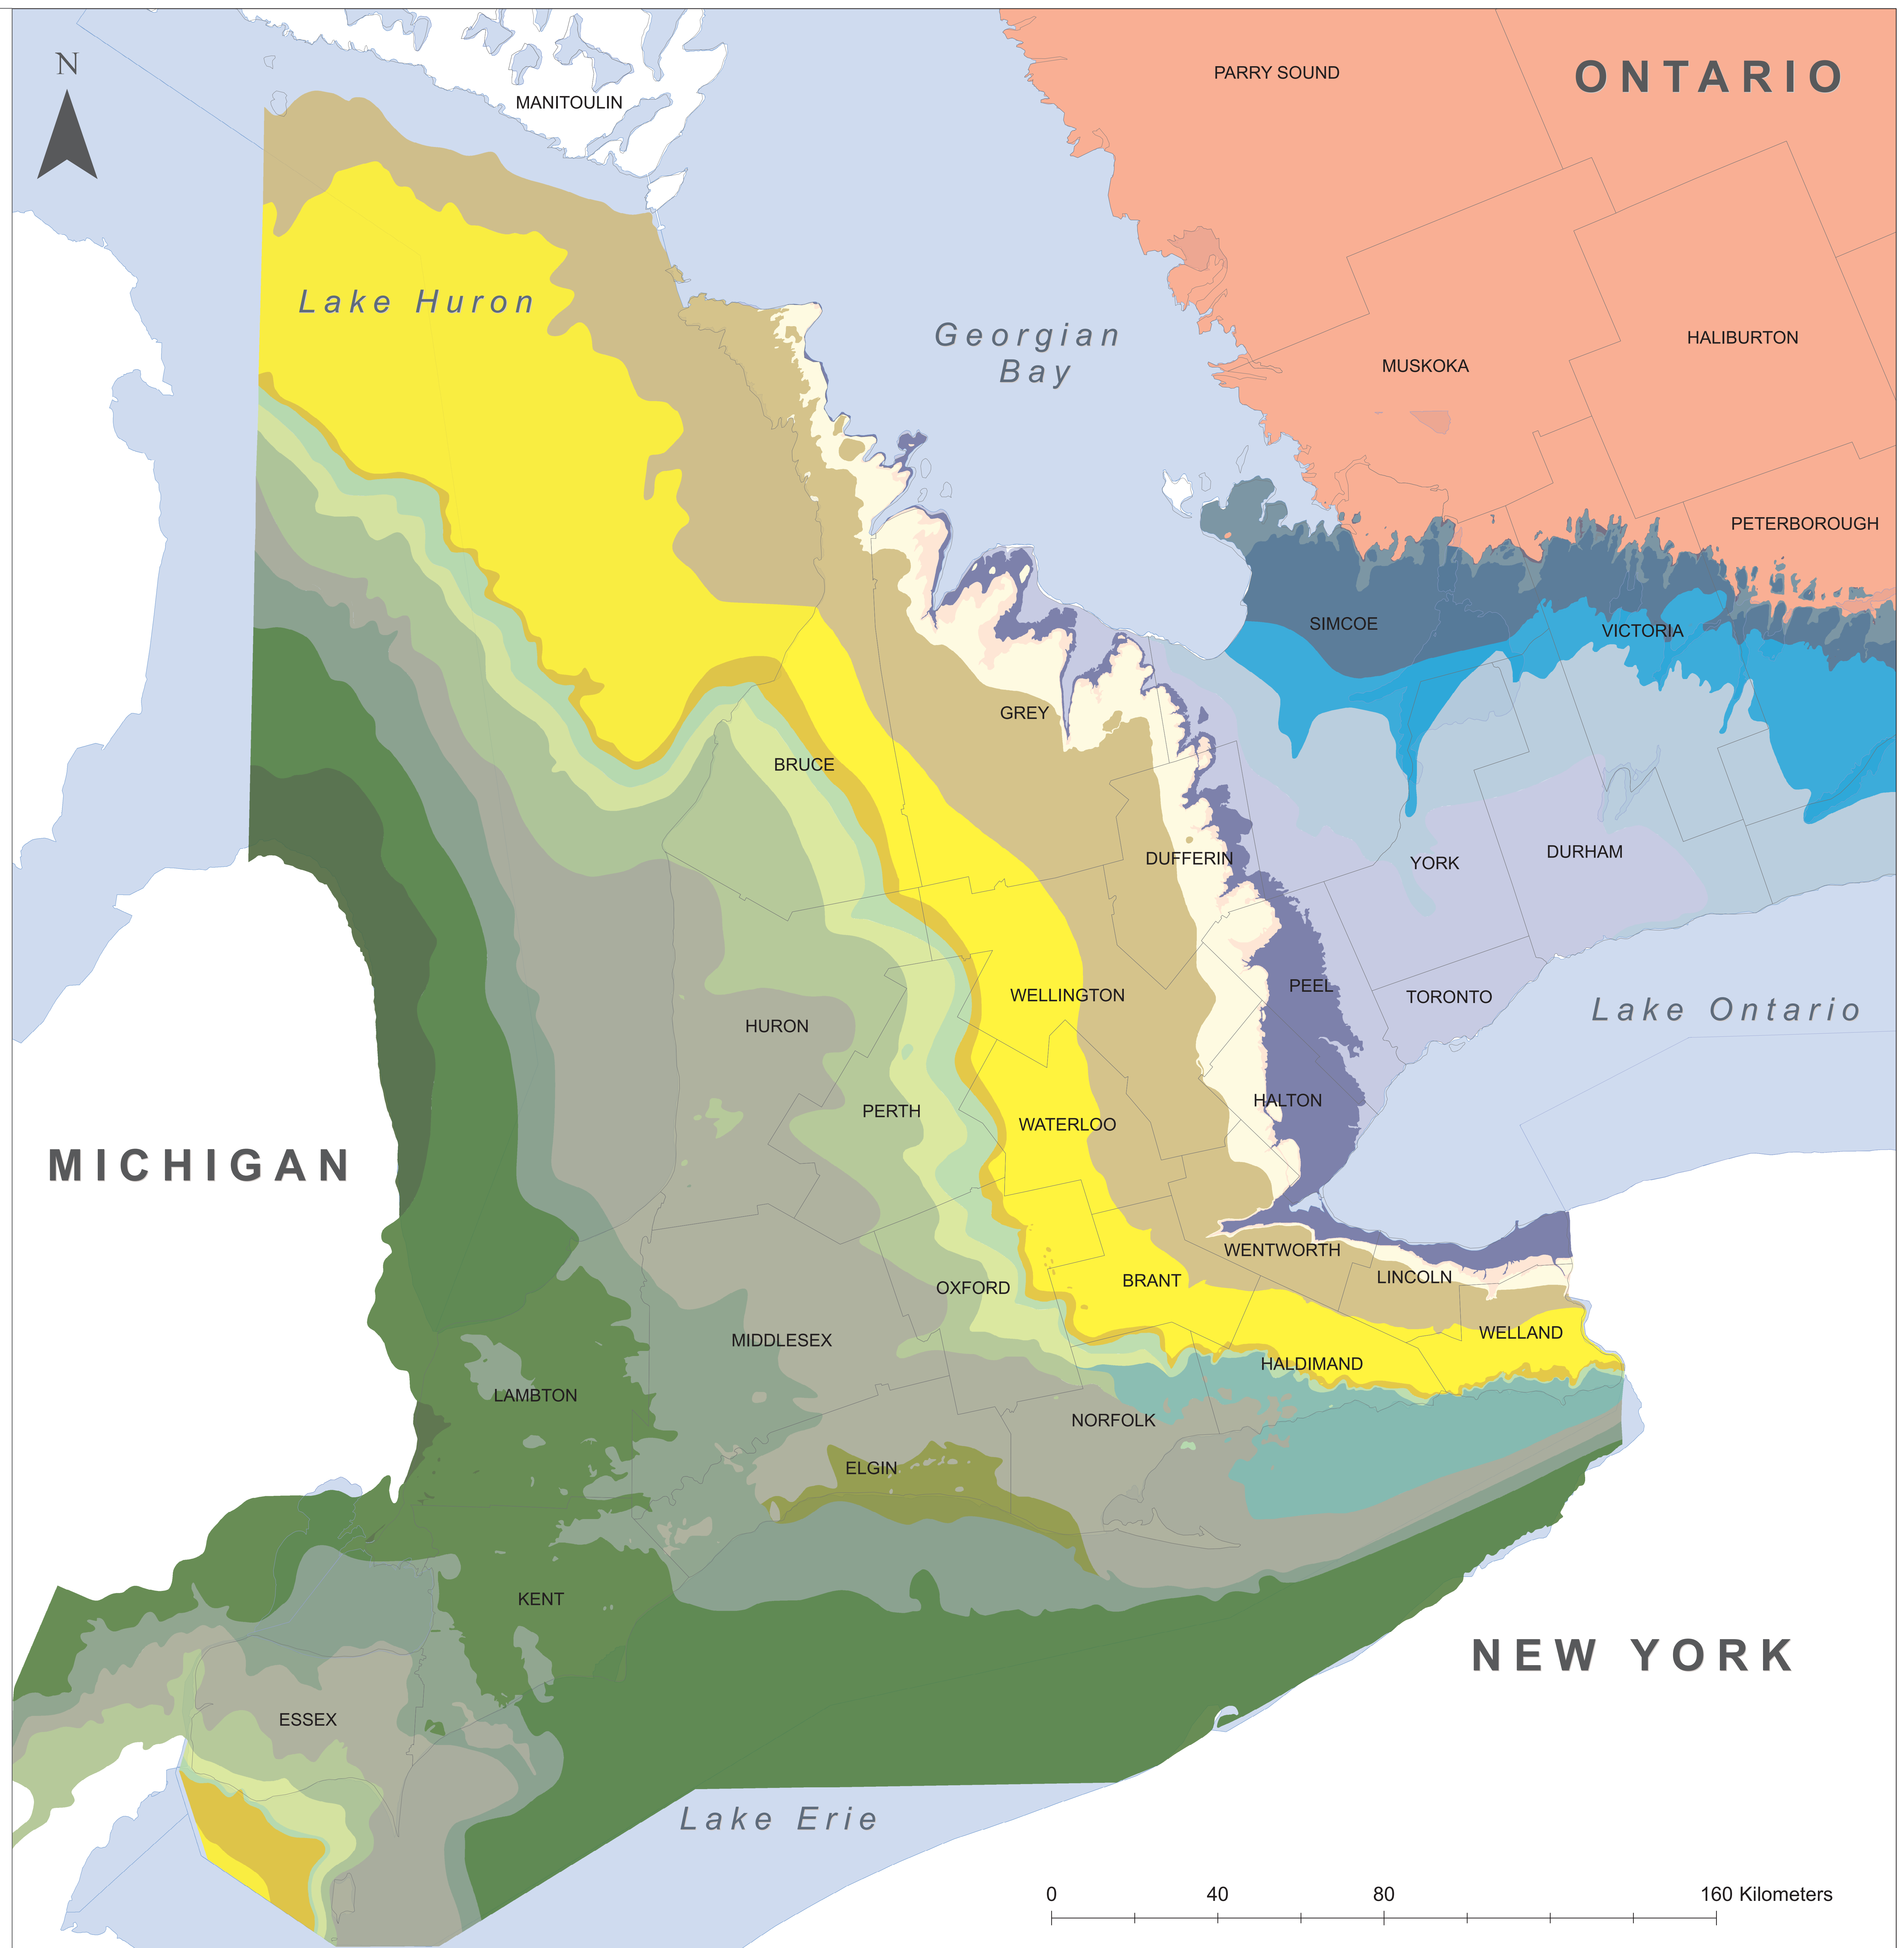 N
MANITOULIN
PARRY SOUND
ONTARIO
Lake Huron
Georgian
Bay
MUSKOKA
HALIBURTON
PETERBOROUGH
SIMCOE
VICTORIA
GREY
BRUCE
DUFFERIN
YORK
DURHAM
WELLINGTON
PEEL
TORONTO
Lake Ontario
HURON
PERTH
WATERLOO
HALTON
MICHIGAN
WENTWORTH
LINCOLN
BRANT
OXFORD
WELLAND
MIDDLESEX
HALDIMAND
LAMBTON
NORFOLK
ELGIN
KENT
NEW YORK
ESSEX
Lake Erie
0 40 80 160 Kilometers